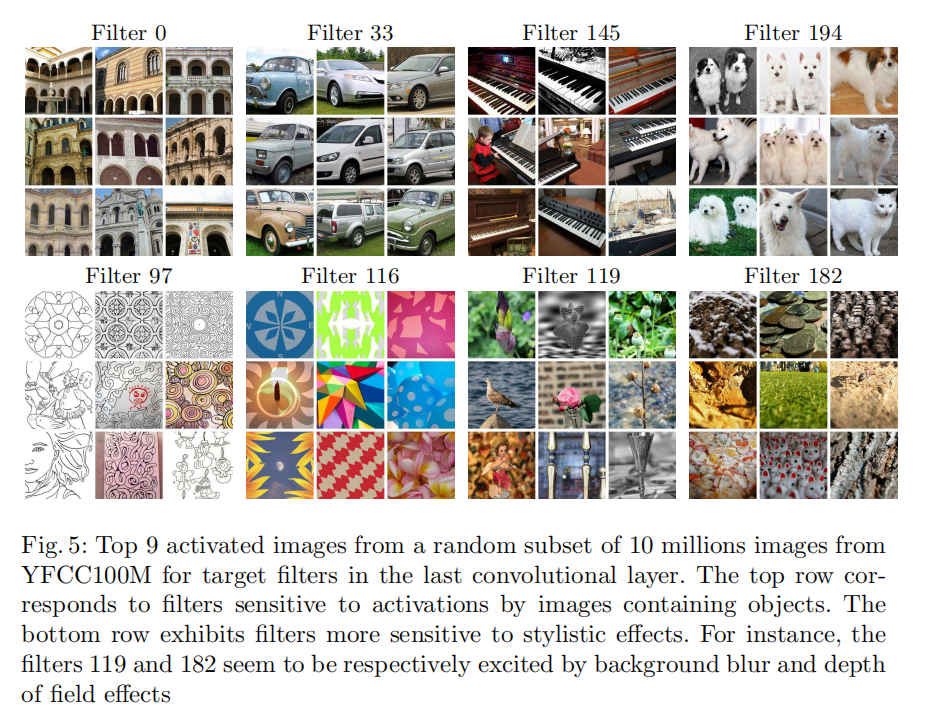 Filter 0 Filter 33 Filter 145 Filter 194
Filter 97 Filter 116 Filter 119 Filter 182
Fig. 5: Top 9 activated images from a random subset of 10 millions images from
YFCC100M for target filters in the last convolutional layer. The top row cor-
responds to filters sensitive to activations by images containing objects. The
bottom row exhibits filters more sensitive to stylistic effects. For instance, the
filters 119 and 182 seem to be respectively excited by background blur and depth
of field effects